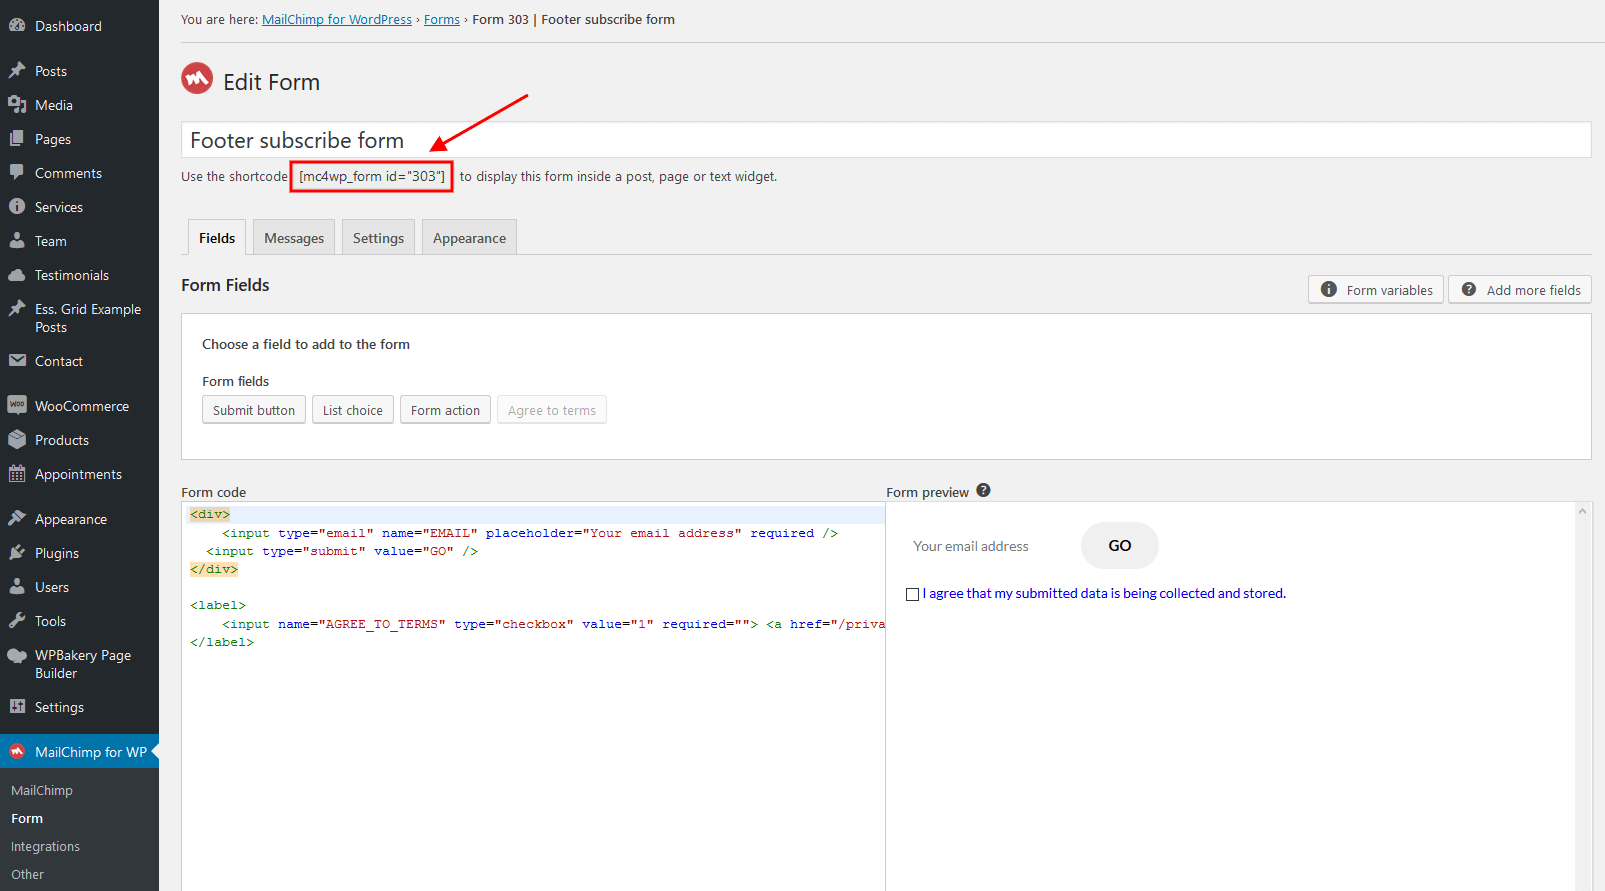 Dashboard
Posts
Media
Pages
Comments
Services
Team
Testimonials
Ess. Grid Example
Posts
Contact
WooCommerce
Products
Appointments
Appearance
Plugins
Users
Tools
WPBakery Page
Builder
Settings
MailChimp for WP
MailChimp
Form
Integrations
Other
You are here: MailChimp for WordPress › Forms › Form 303 | Footer subscribe form
Edit Form
Footer subscribe form
Use the shortcode [mc4wp_form id="303"] to display this form inside a post, page or text widget.
Fields Messages Settings Appearance
Form Fields
Form variables Add more fields
Choose a field to add to the form
Form fields
Submit button List choice Form action Agree to terms
Form code
<div>
<input type="email" name="EMAIL" placeholder="Your email address" required />
<input type="submit" value="GO" />
</div>
<label>
<input name="AGREE_TO_TERMS" type="checkbox" value="1" required=""> <a href="/priva
</label>
Form preview
Your email address GO
I agree that my submitted data is being collected and stored.